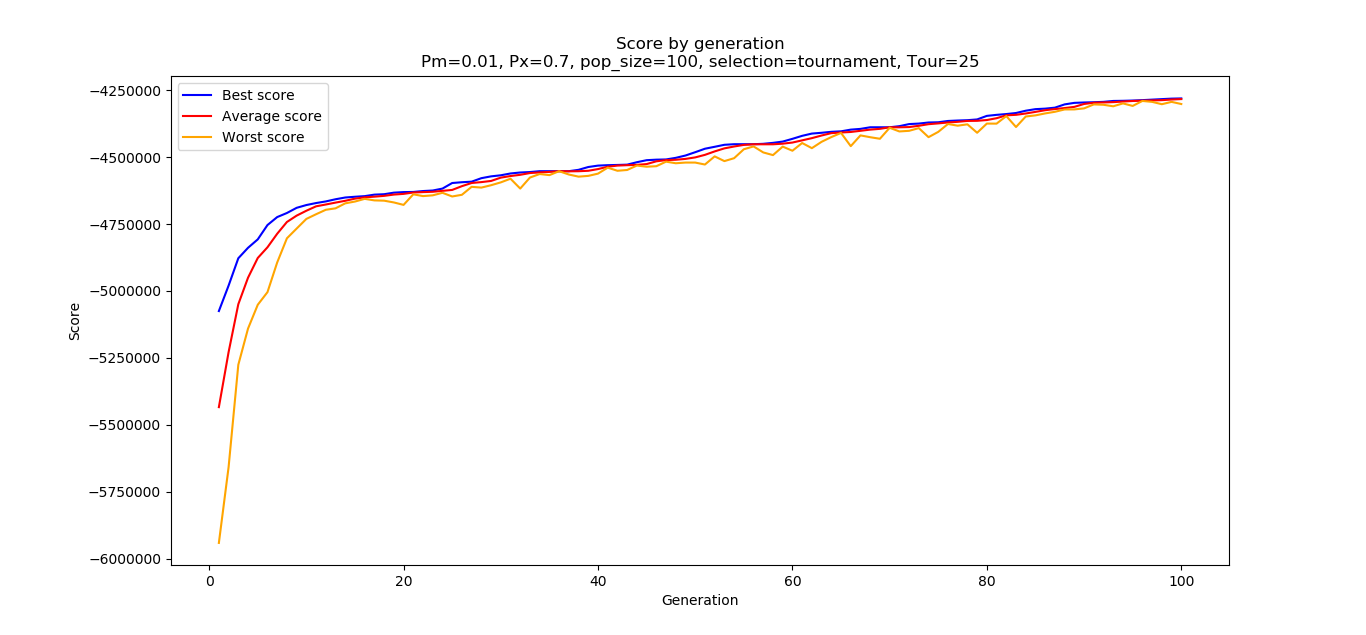 Score by generation
Pm=0.01, Px=0.7, pop_size=100, selection=tournament, Tour=25
Best score
Average score
Worst score
Score
−4250000
−4500000
−4750000
−5000000
−5250000
−5500000
−5750000
−6000000
0 20 40 60 80 100
Generation